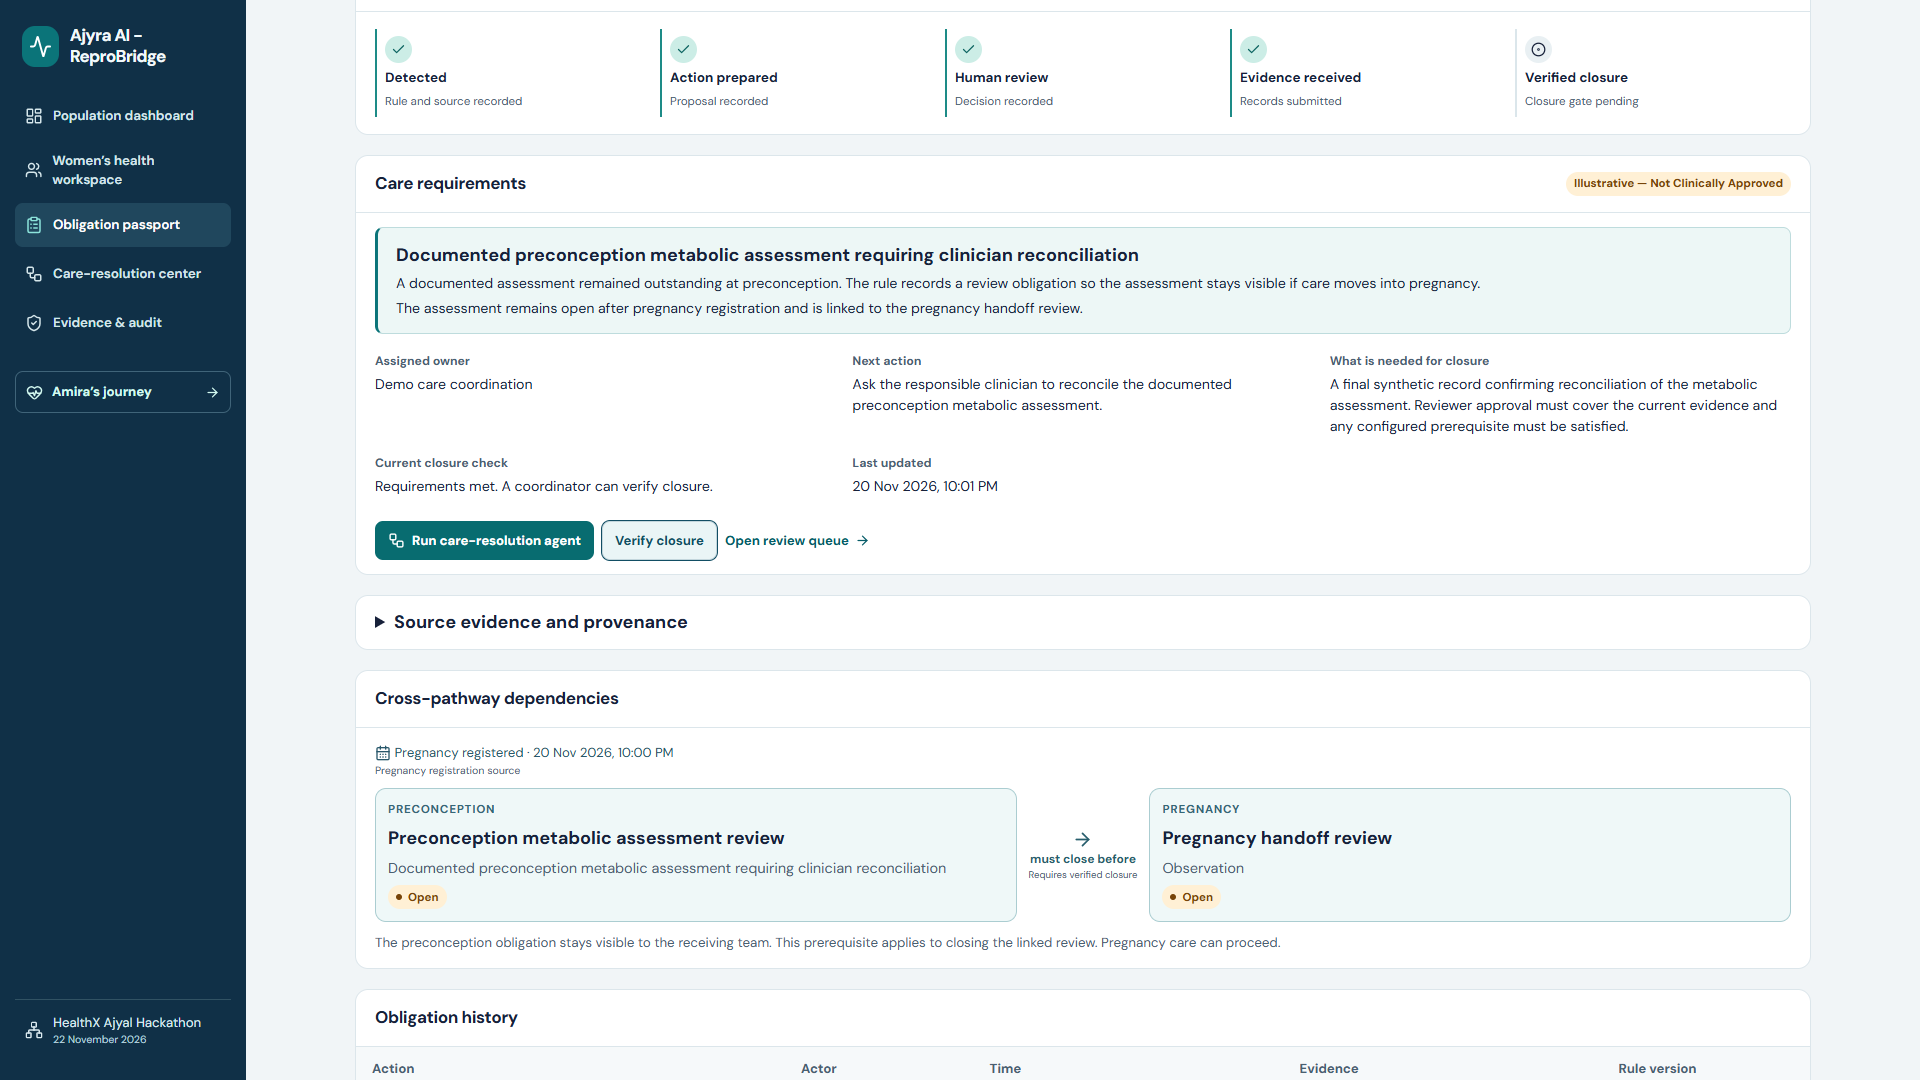 Ajyra AI –
ReproBridge
Population dashboard
Women's health
workspace
Obligation passport
Care-resolution center
Evidence & audit
Amira's journey
HealthX Ajyal Hackathon
22 November 2026
Detected
Rule and source recorded
Action prepared
Proposal recorded
Human review
Decision recorded
Evidence received
Records submitted
Verified closure
Closure gate pending
Care requirements
Illustrative — Not Clinically Approved
Documented preconception metabolic assessment requiring clinician reconciliation
A documented assessment remained outstanding at preconception. The rule records a review obligation so the assessment stays visible if care moves into pregnancy.
The assessment remains open after pregnancy registration and is linked to the pregnancy handoff review.
Assigned owner
Demo care coordination
Next action
Ask the responsible clinician to reconcile the documented
preconception metabolic assessment.
What is needed for closure
A final synthetic record confirming reconciliation of the metabolic
assessment. Reviewer approval must cover the current evidence and
any configured prerequisite must be satisfied.
Current closure check
Requirements met. A coordinator can verify closure.
Last updated
20 Nov 2026, 10:01 PM
Run care-resolution agent
Verify closure
Open review queue
Source evidence and provenance
Cross-pathway dependencies
Pregnancy registered · 20 Nov 2026, 10:00 PM
Pregnancy registration source
PRECONCEPTION
Preconception metabolic assessment review
Documented preconception metabolic assessment requiring clinician reconciliation
Open
must close before
Requires verified closure
PREGNANCY
Pregnancy handoff review
Observation
Open
The preconception obligation stays visible to the receiving team. This prerequisite applies to closing the linked review. Pregnancy care can proceed.
Obligation history
Action Actor Time Evidence Rule version